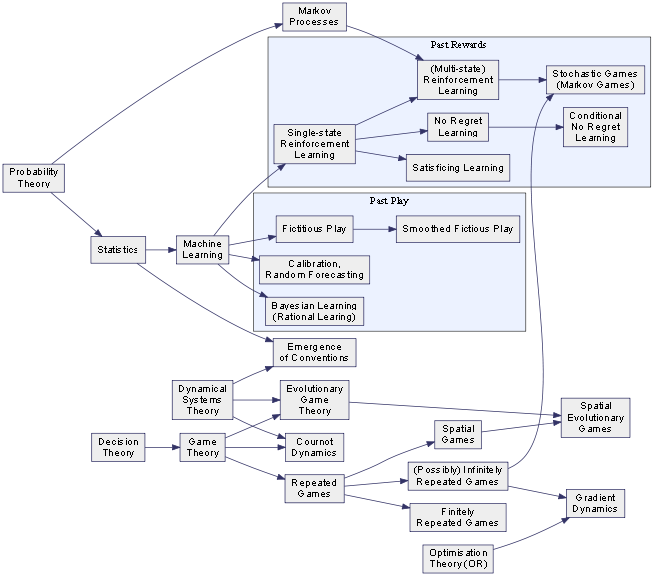 Markov
Processes
Past Rewards
(Multi-state)
Reinforcement
Learning
Stochastic Games
(Markov Games)
No Regret
Learning
Conditional
No Regret
Learning
Single-state
Reinforcement
Learning
Satisficing Learning
Probability
Theory
Past Play
Fictitious Play
Smoothed Fictious Play
Statistics
Machine
Learning
Calibration,
Random Forecasting
Bayesian Learning
(Rational Learing)
Emergence
of Conventions
Dynamical
Systems
Theory
Evolutionary
Game
Theory
Spatial
Evolutionary
Games
Decision
Theory
Game
Theory
Cournot
Dynamics
Spatial
Games
Repeated
Games
(Possibly) Infinitely
Repeated Games
Gradient
Dynamics
Finitely
Repeated Games
Optimisation
Theory (OR)